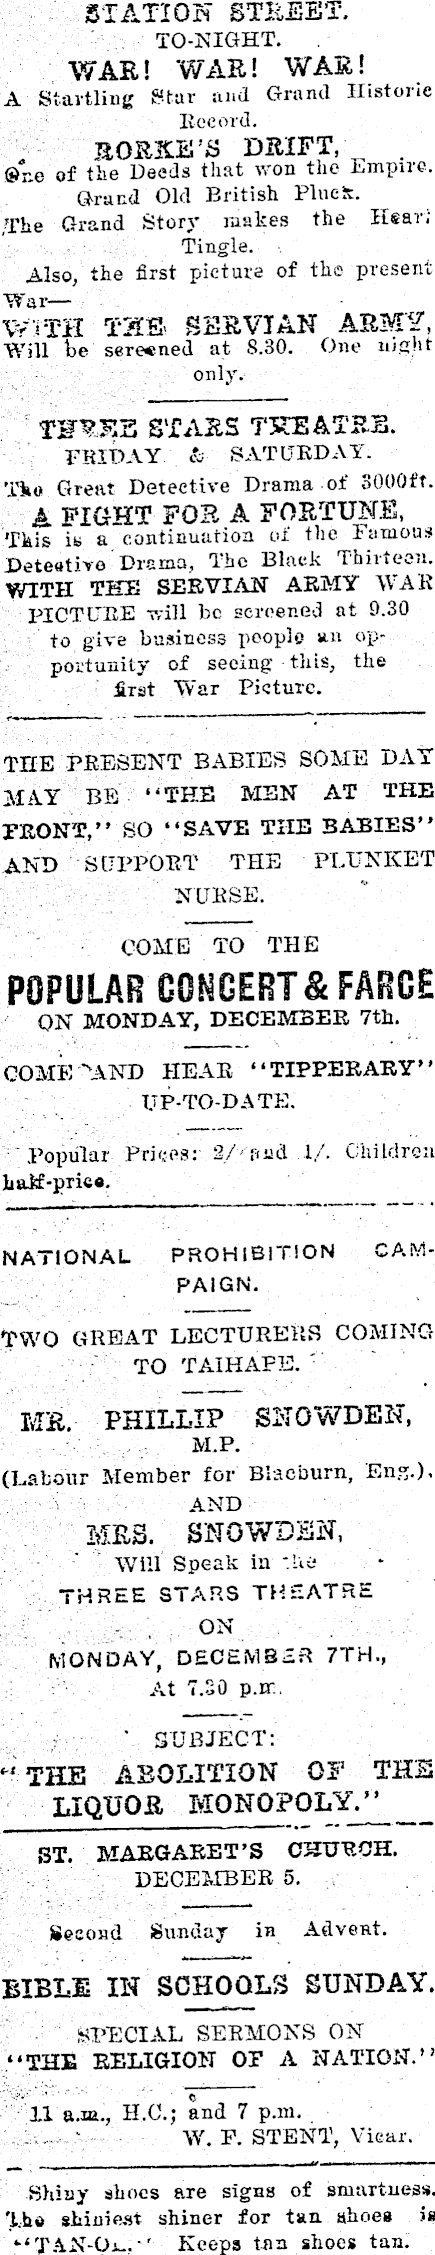 STATION STREET.
TO-NIGHT.
WAR! WAR! WAR!
A Startling Star and Grand Historic
Record.
RORKE'S DRIFT,
One of the Deeds that won the Empire.
Grand Old British Pluck.
The Grand Story makes the Heart
Tingle.
Also, the first picture of the present
War—
WITH THE SERVIAN ARMY,
Will be screened at 8.30. One night
only.
THREE STARS THEATRE.
FRIDAY & SATURDAY.
The Great Detective Drama of 3000ft.
A FIGHT FOR A FORTUNE,
This is a continuation of the Famous
Detective Drama, The Black Thirteen.
WITH THE SERVIAN ARMY WAR
PICTURE will be screened at 9.30
to give business people an op-
portunity of seeing this, the
first War Picture.
THE PRESENT BABIES SOME DAY
MAY BE "THE MEN AT THE
FRONT," SO "SAVE THE BABIES"
AND SUPPORT THE PLUNKET
NURSE.
COME TO THE
POPULAR CONCERT & FARCE
ON MONDAY, DECEMBER 7th.
COME AND HEAR "TIPPERARY"
UP-TO-DATE.
Popular Prices: 2/ and 1/. Children
half-price.
NATIONAL PROHIBITION CAM-
PAIGN.
TWO GREAT LECTURERS COMING
TO TAIHAPE.
MR. PHILLIP SNOWDEN,
M.P.
(Labour Member for Blacburn, Eng.),
AND
MRS. SNOWDEN,
Will Speak in the
THREE STARS THEATRE
ON
MONDAY, DECEMBER 7TH.,
At 7.30 p.m.
SUBJECT:
"THE ABOLITION OF THE
LIQUOR MONOPOLY."
ST. MARGARET'S CHURCH.
DECEMBER 5.
Second Sunday in Advent.
BIBLE IN SCHOOLS SUNDAY.
SPECIAL SERMONS ON
"THE RELIGION OF A NATION."
11 a.m., H.C.; and 7 p.m.
W. F. STENT, Vicar.
Shiny shoes are signs of smartness.
The shiniest shiner for tan shoes is
"TAN-OL." Keeps tan shoes tan.